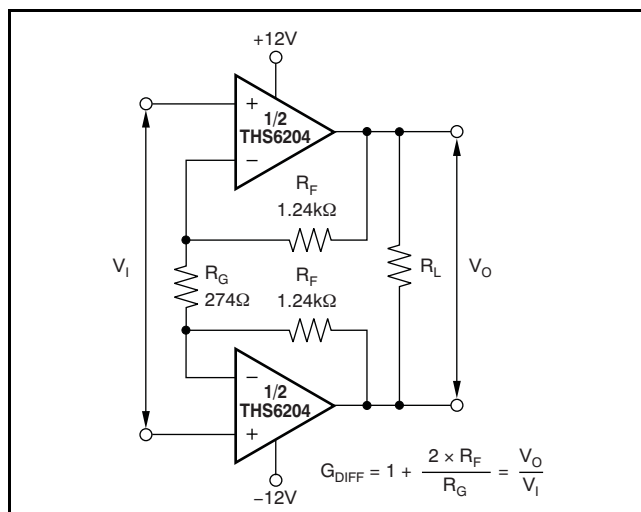 +12V
+
1/2
THS6204
−
R_F
1.24kΩ
V_I
R_G
274Ω
R_F
1.24kΩ
R_L
V_O
−
1/2
THS6204
+
−12V
G_DIFF = 1 + 2 × R_F / R_G = V_O / V_I